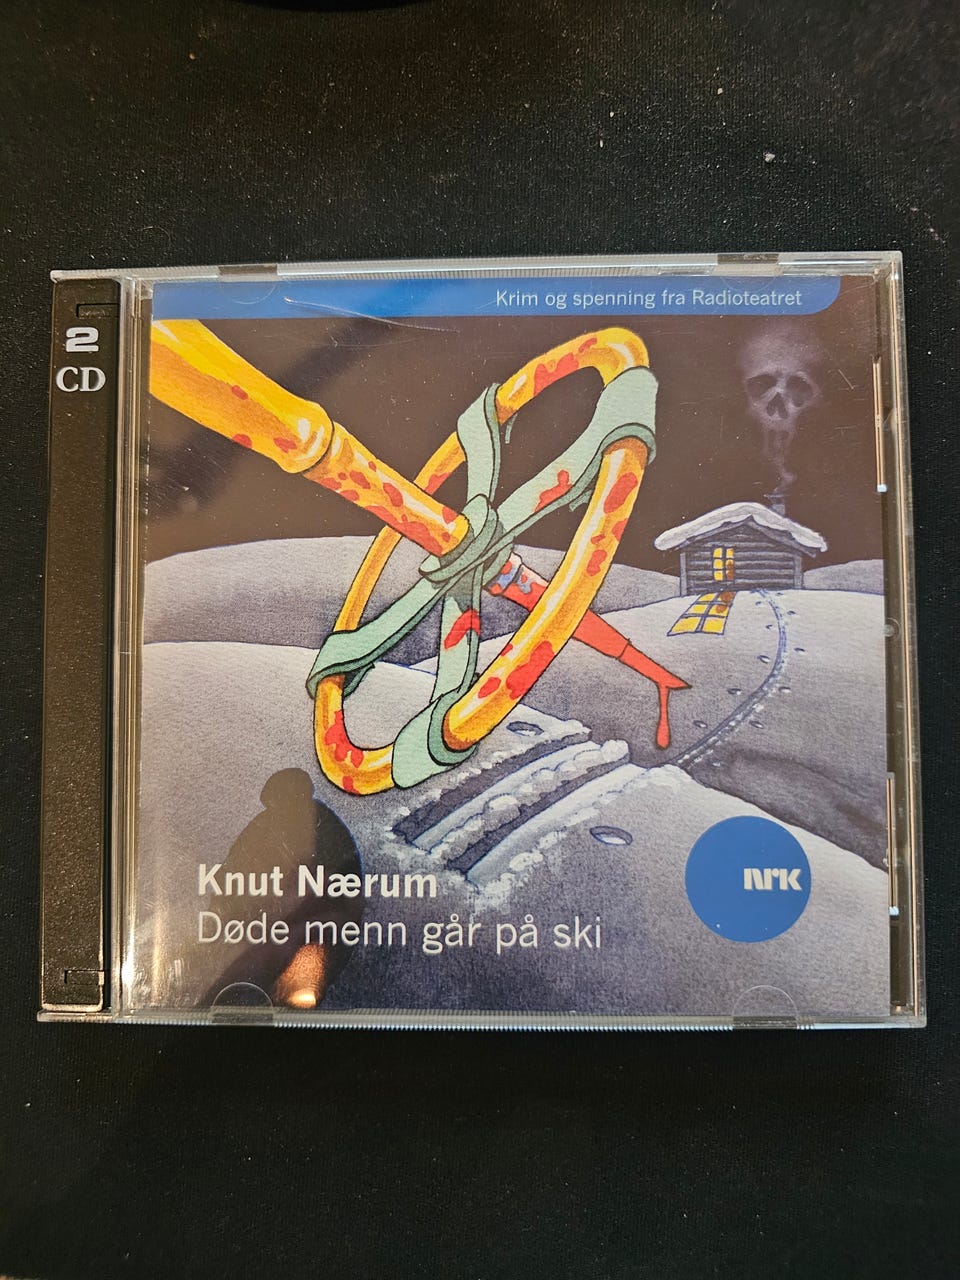 2
CD
Krim og spenning fra Radioteatret
Knut Nærum
Døde menn går på ski
NRK